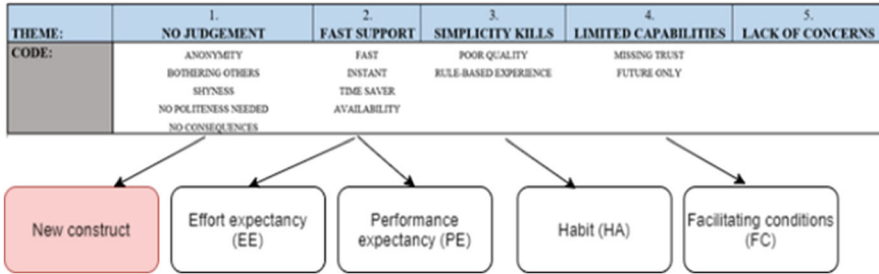 1. 2. 3. 4. 5.
THEME: NO JUDGEMENT FAST SUPPORT SIMPLICITY KILLS LIMITED CAPABILITIES LACK OF CONCERNS
CODE: ANONYMITY FAST POOR QUALITY MISSING TRUST
BOTHERING OTHERS INSTANT RULE-BASED EXPERIENCE FUTURE ONLY
SHYNESS TIME SAVER
NO POLITENESS NEEDED AVAILABILITY
NO CONSEQUENCES
New construct
Effort expectancy
(EE)
Performance
expectancy (PE)
Habit (HA)
Facilitating conditions
(FC)